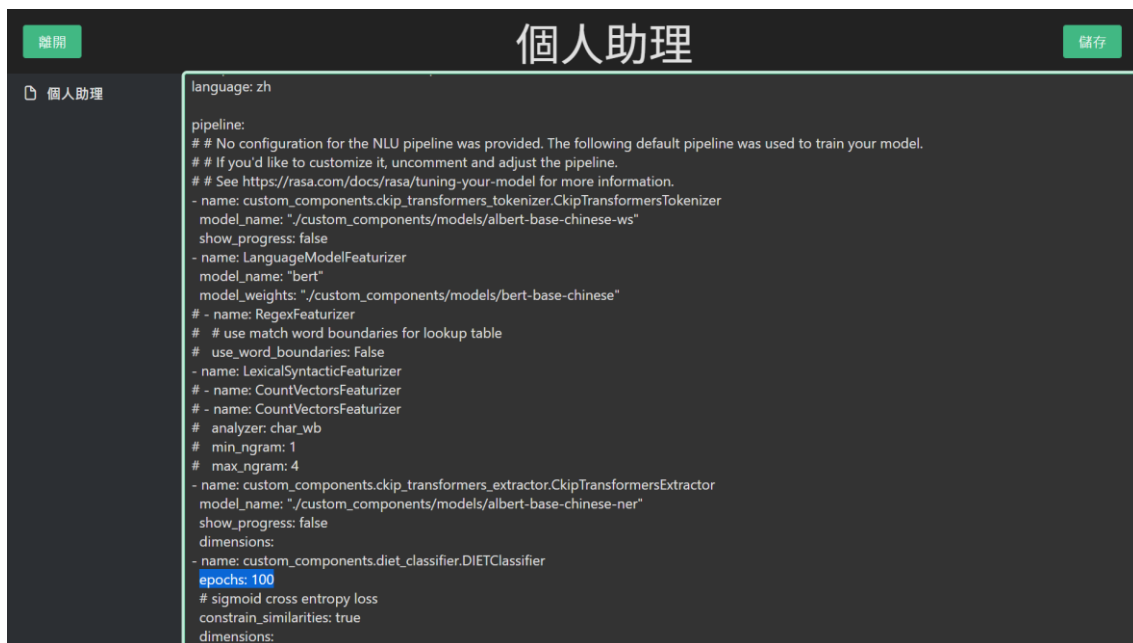 離開
個人助理
儲存
個人助理
language: zh
pipeline:
# # No configuration for the NLU pipeline was provided. The following default pipeline was used to train your model.
# # If you'd like to customize it, uncomment and adjust the pipeline.
# # See https://rasa.com/docs/rasa/tuning-your-model for more information.
- name: custom_components.ckip_transformers_tokenizer.CkipTransformersTokenizer
model_name: "./custom_components/models/albert-base-chinese-ws"
show_progress: false
- name: LanguageModelFeaturizer
model_name: "bert"
model_weights: "./custom_components/models/bert-base-chinese"
# - name: RegexFeaturizer
#   # use match word boundaries for lookup table
#   use_word_boundaries: False
- name: LexicalSyntacticFeaturizer
# - name: CountVectorsFeaturizer
# - name: CountVectorsFeaturizer
#   analyzer: char_wb
#   min_ngram: 1
#   max_ngram: 4
- name: custom_components.ckip_transformers_extractor.CkipTransformersExtractor
model_name: "./custom_components/models/albert-base-chinese-ner"
show_progress: false
dimensions:
- name: custom_components.diet_classifier.DIETClassifier
epochs: 100
# sigmoid cross entropy loss
constrain_similarities: true
dimensions: